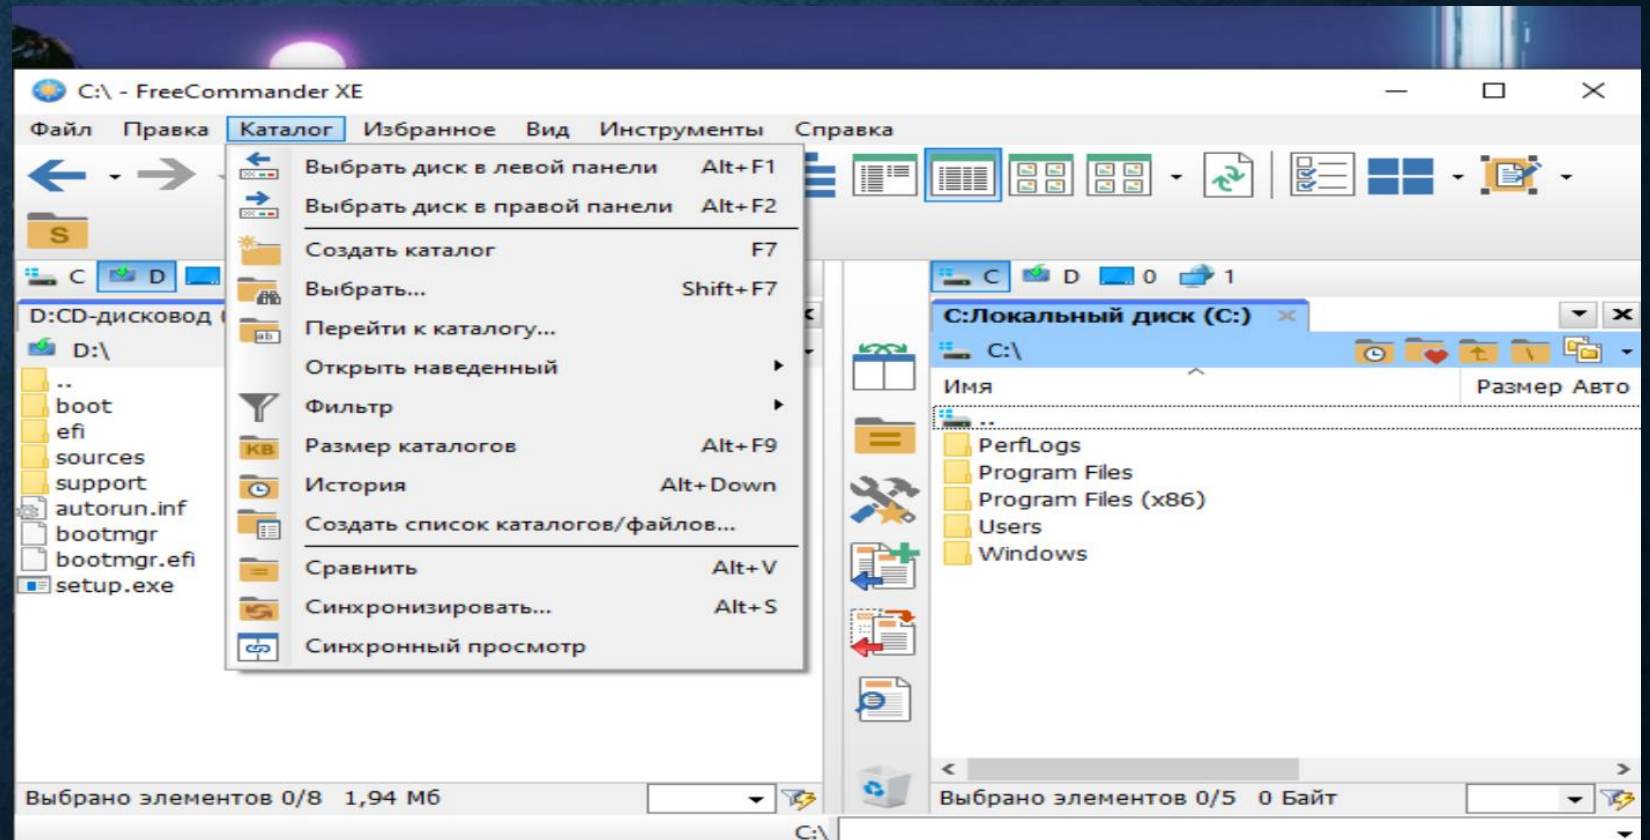 C:\ - FreeCommander XE
Файл Правка Каталог Избранное Вид Инструменты Справка
S
Выбрать диск в левой панели Alt+F1
Выбрать диск в правой панели Alt+F2
Создать каталог F7
Выбрать... Shift+F7
ab
Перейти к каталогу...
Открыть наведенный
Фильтр
KB
Размер каталогов Alt+F9
История Alt+Down
Создать список каталогов/файлов...
Сравнить Alt+V
Синхронизировать... Alt+S
Синхронный просмотр
C D
D:CD-дисковод (
D:\
..
boot
efi
sources
support
autorun.inf
bootmgr
bootmgr.efi
setup.exe
Выбрано элементов 0/8 1,94 Мб
C D 0 1
C:Локальный диск (C:)
C:\
Имя Размер Авто
..
PerfLogs
Program Files
Program Files (x86)
Users
Windows
Выбрано элементов 0/5 0 Байт
C:\